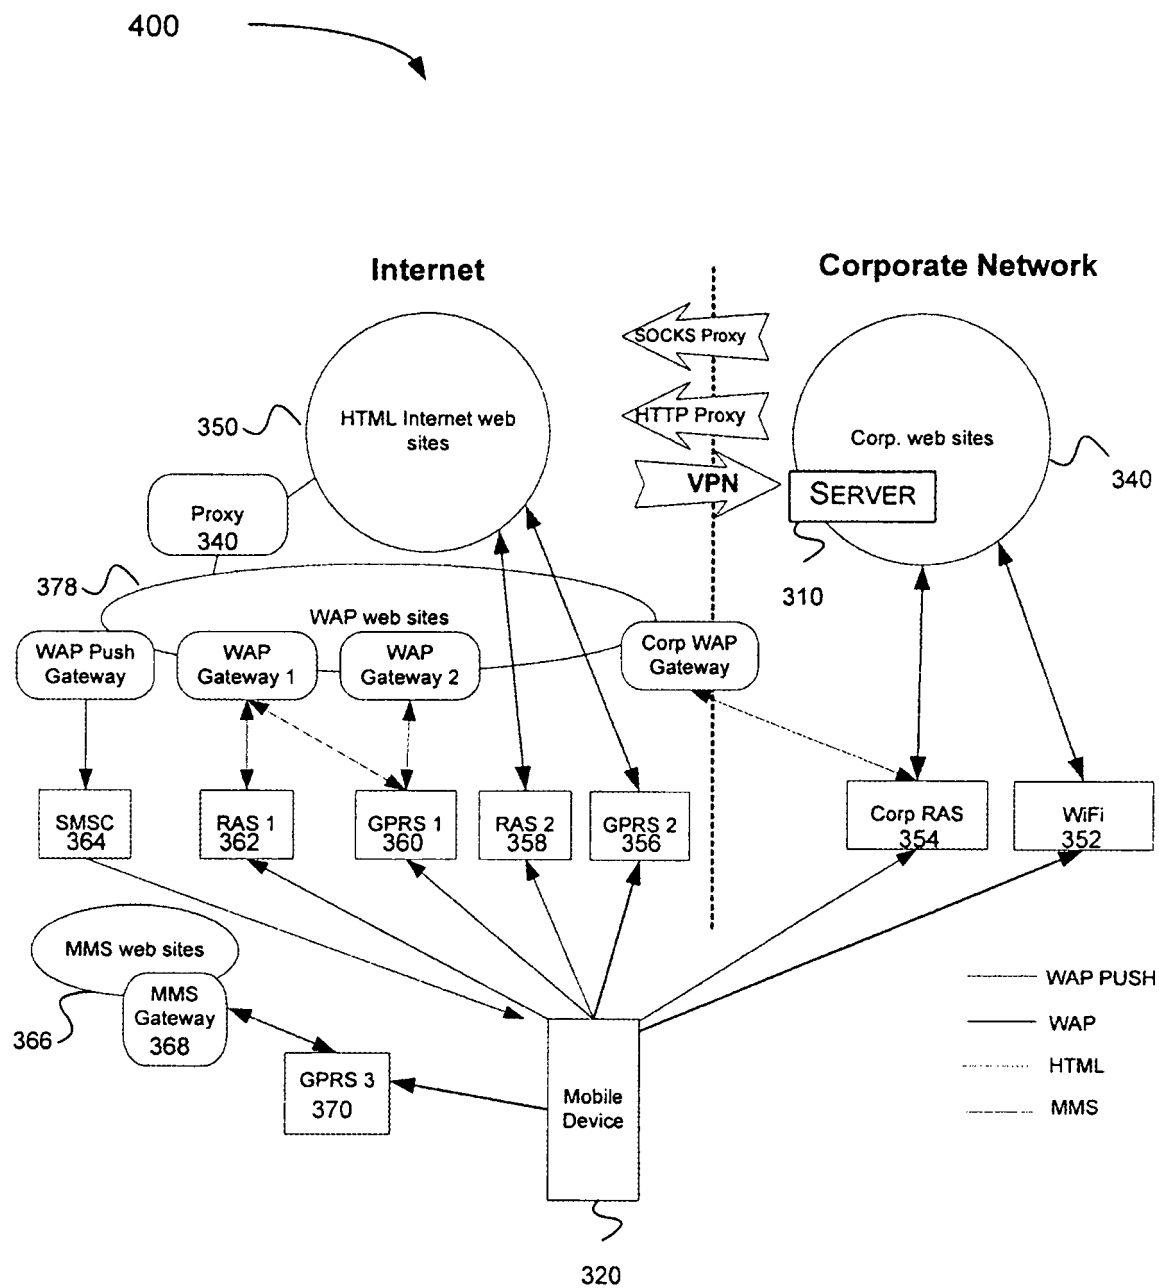 400
Internet
Corporate Network
SOCKS Proxy
HTTP Proxy
VPN
350
HTML Internet web
sites
Corp. web sites
SERVER
340
310
Proxy
340
378
WAP web sites
WAP Push
Gateway
WAP
Gateway 1
WAP
Gateway 2
Corp WAP
Gateway
SMSC
364
RAS 1
362
GPRS 1
360
RAS 2
358
GPRS 2
356
Corp RAS
354
WiFi
352
MMS web sites
MMS
Gateway
368
366
GPRS 3
370
Mobile
Device
320
WAP PUSH
WAP
HTML
MMS